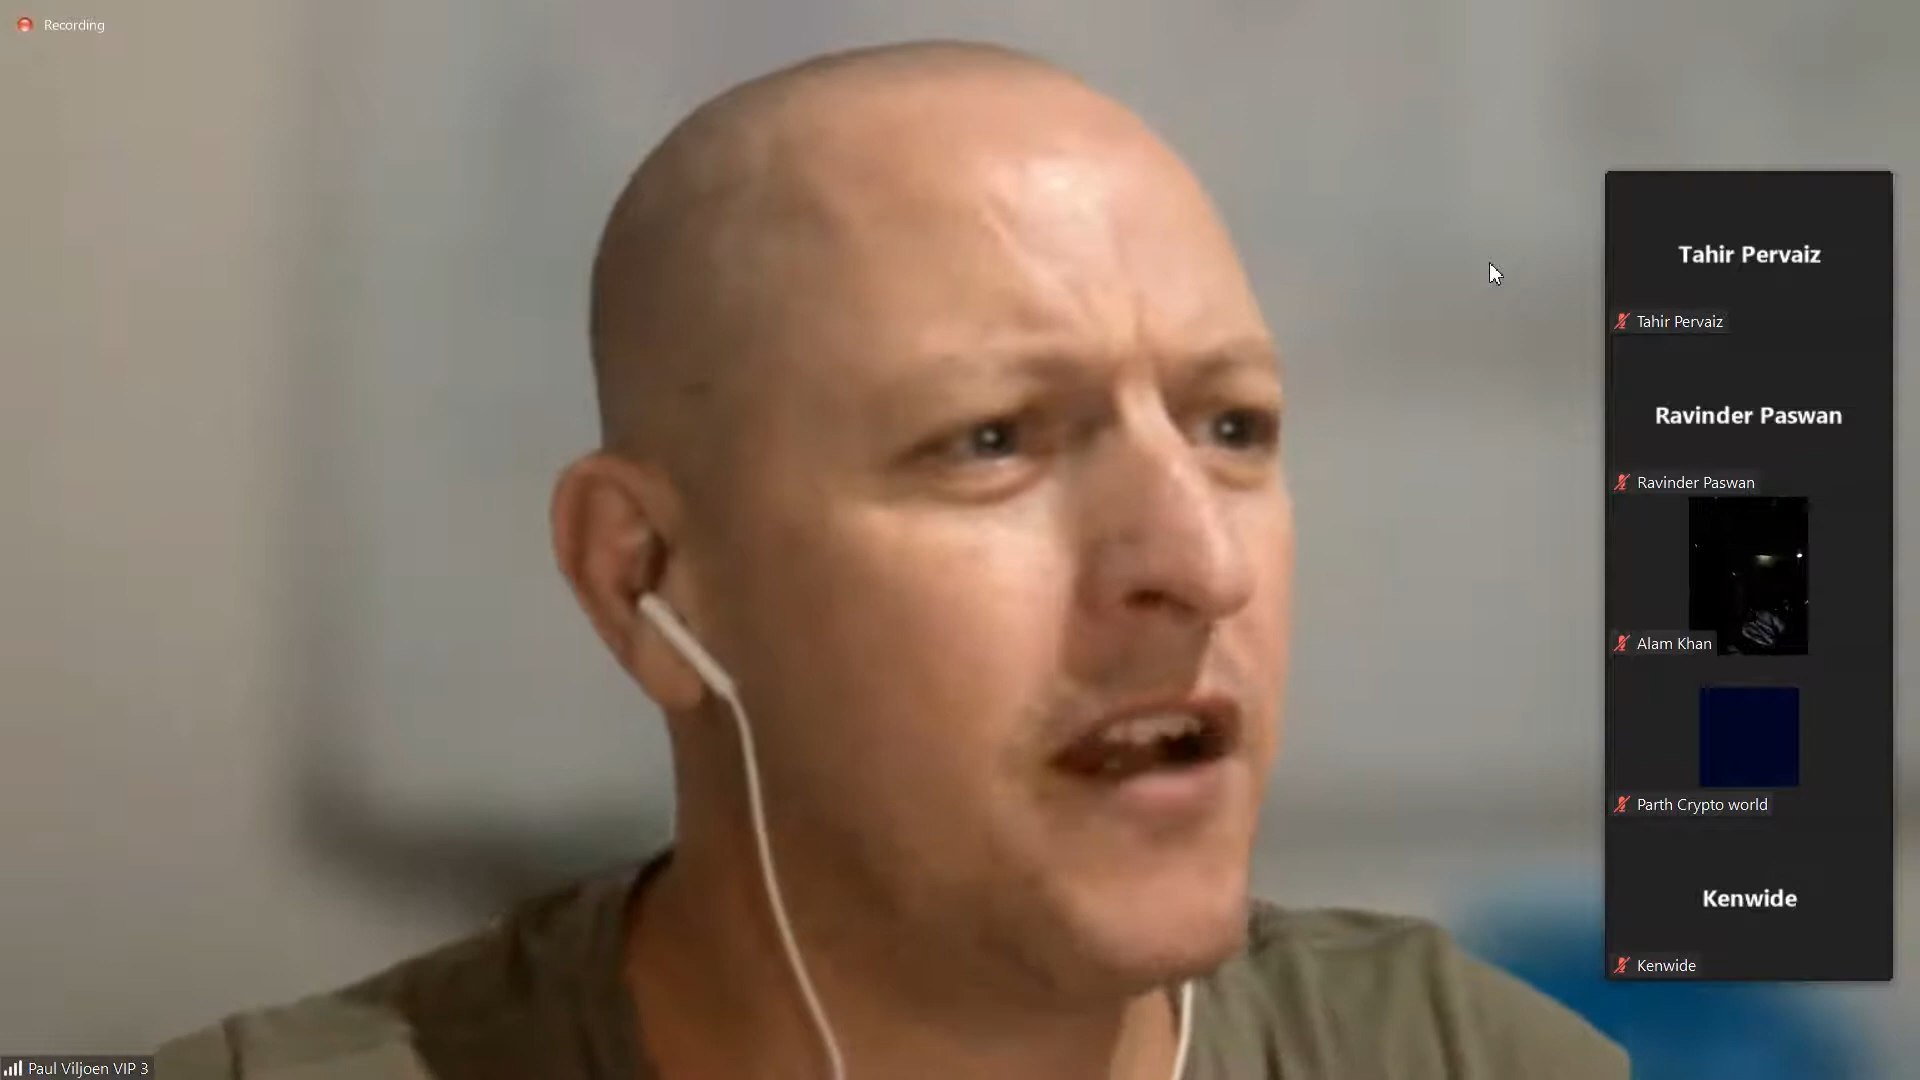 Recording
Tahir Pervaiz
Tahir Pervaiz
Ravinder Paswan
Ravinder Paswan
Alam Khan
Parth Crypto world
Kenwide
Kenwide
Paul Viljoen VIP 3